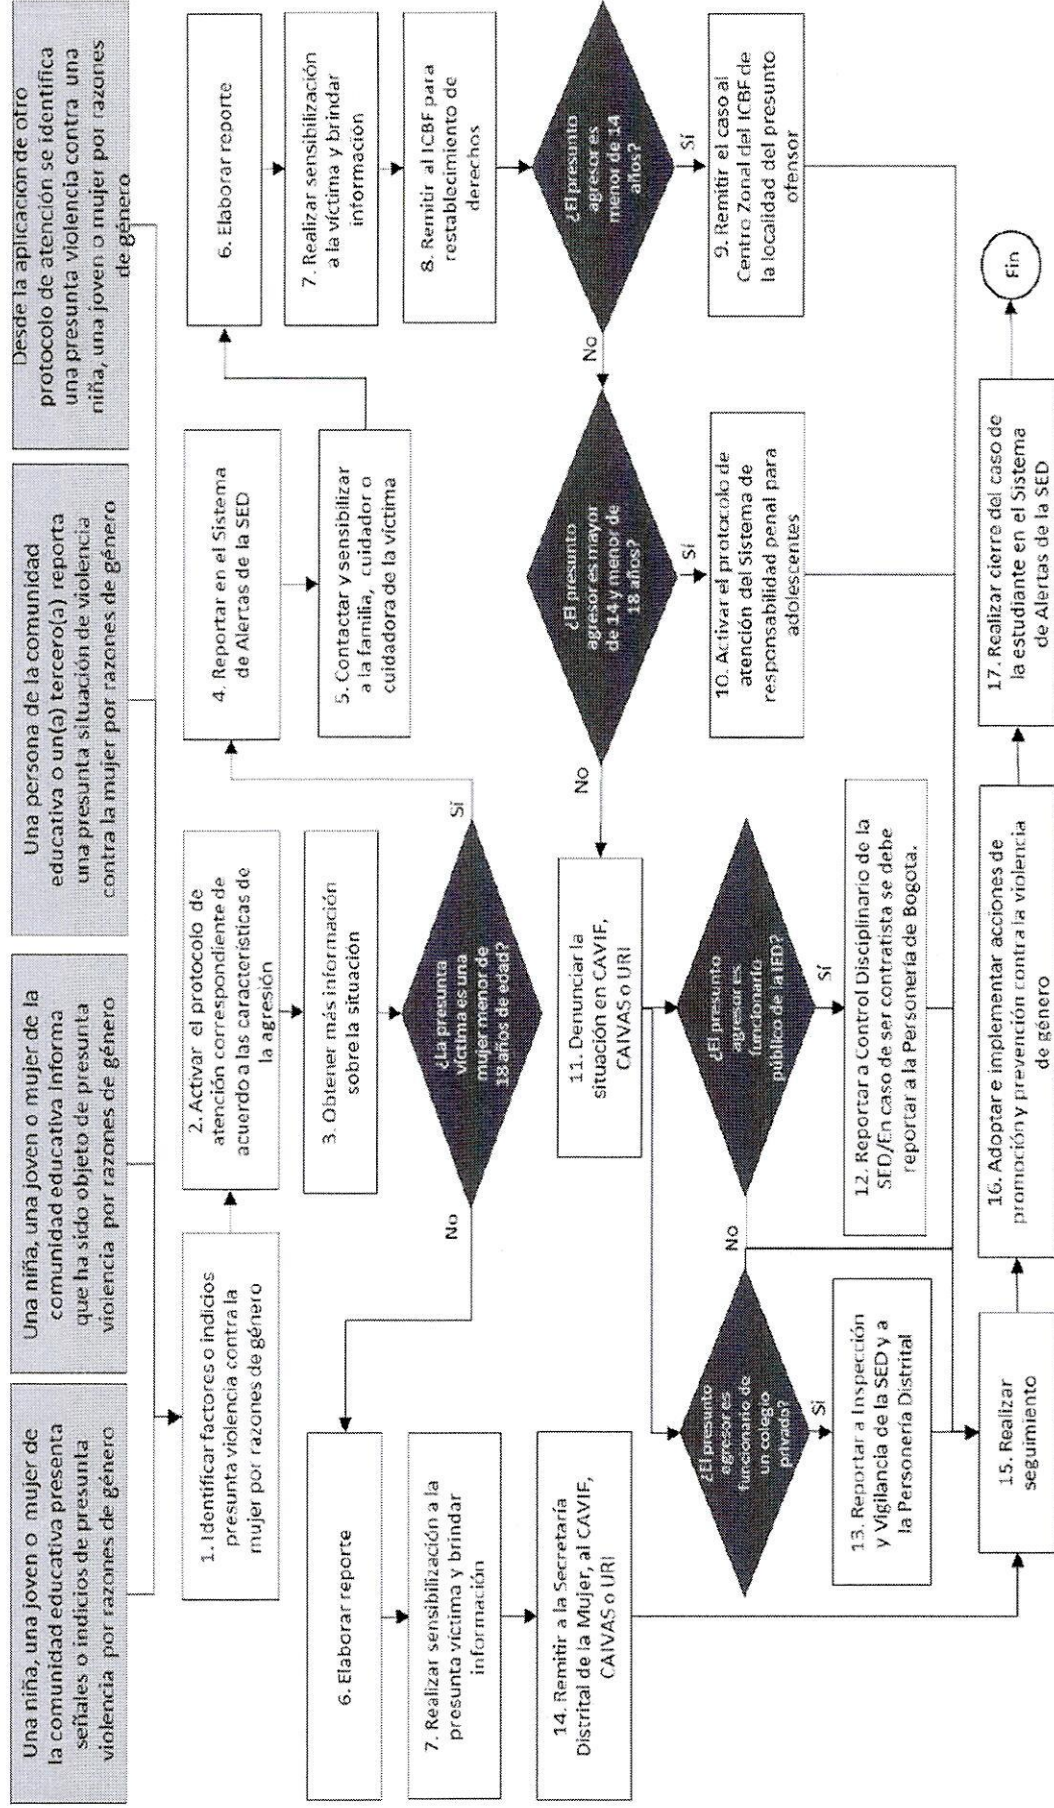 Una niña, una joven o mujer de
la comunidad educativa presenta
señales o indicios de presunta
violencia por razones de género
Una niña, una joven o mujer de la
comunidad educativa informa
que ha sido objeto de presunta
violencia por razones de género
Una persona de la comunidad
educativa o un(a) tercero(a) reporta
una presunta situación de violencia
contra la mujer por razones de género
Desde la aplicación de otro
protocolo de atención se identifica
una presunta violencia contra una
niña, una joven o mujer por razones
de género
1. Identificar factores o indicios
presunta violencia contra la
mujer por razones de género
2. Activar el protocolo de
atención correspondiente de
acuerdo a las características de
la agresión
3. Obtener más información
sobre la situación
¿La presunta
víctima es una
mujer menor de
18 años de edad?
No
Sí
4. Reportar en el Sistema
de Alertas de la SED
5. Contactar y sensibilizar
a la familia, cuidador o
cuidadora de la víctima
6. Elaborar reporte
7. Realizar sensibilización
a la víctima y brindar
información
8. Remitir al ICBF para
restablecimiento de
derechos
¿El presunto
agresor es
menor de 14
años?
No
Sí
9. Remitir el caso al
Centro Zonal del ICBF de
la localidad del presunto
ofensor
¿El presunto
agresor es mayor
de 14 y menor de
18 años?
No
Sí
10. Activar el protocolo de
atención del Sistema de
responsabilidad penal para
adolescentes
11. Denunciar la
situación en CAVIF,
CAIVAS o URI
¿El presunto
agresor es
funcionario
público de la IED?
No
Sí
12. Reportar a Control Disciplinario de la
SED/En caso de ser contratista se debe
reportar a la Personería de Bogota.
¿El presunto
agresor es
funcionario de
un colegio
privado?
Sí
13. Reportar a Inspección
y Vigilancia de la SED y a
la Personería Distrital
6. Elaborar reporte
7. Realizar sensibilización a la
presunta víctima y brindar
información
14. Remitir a la Secretaría
Distrital de la Mujer, al CAVIF,
CAIVAS o URI
15. Realizar
seguimiento
16. Adoptar e implementar acciones de
promoción y prevención contra la violencia
de género
17. Realizar cierre del caso de
la estudiante en el Sistema
de Alertas de la SED
Fin